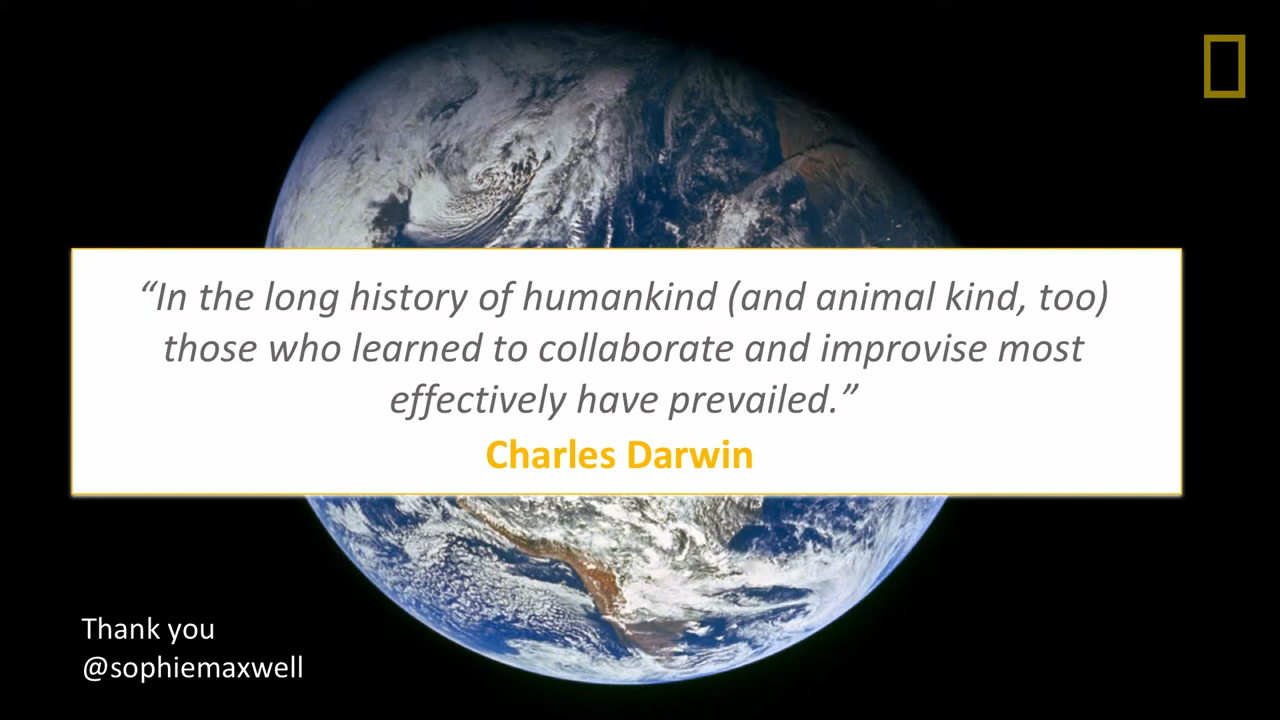 “In the long history of humankind (and animal kind, too)
those who learned to collaborate and improvise most
effectively have prevailed.”
Charles Darwin
Thank you
@sophiemaxwell